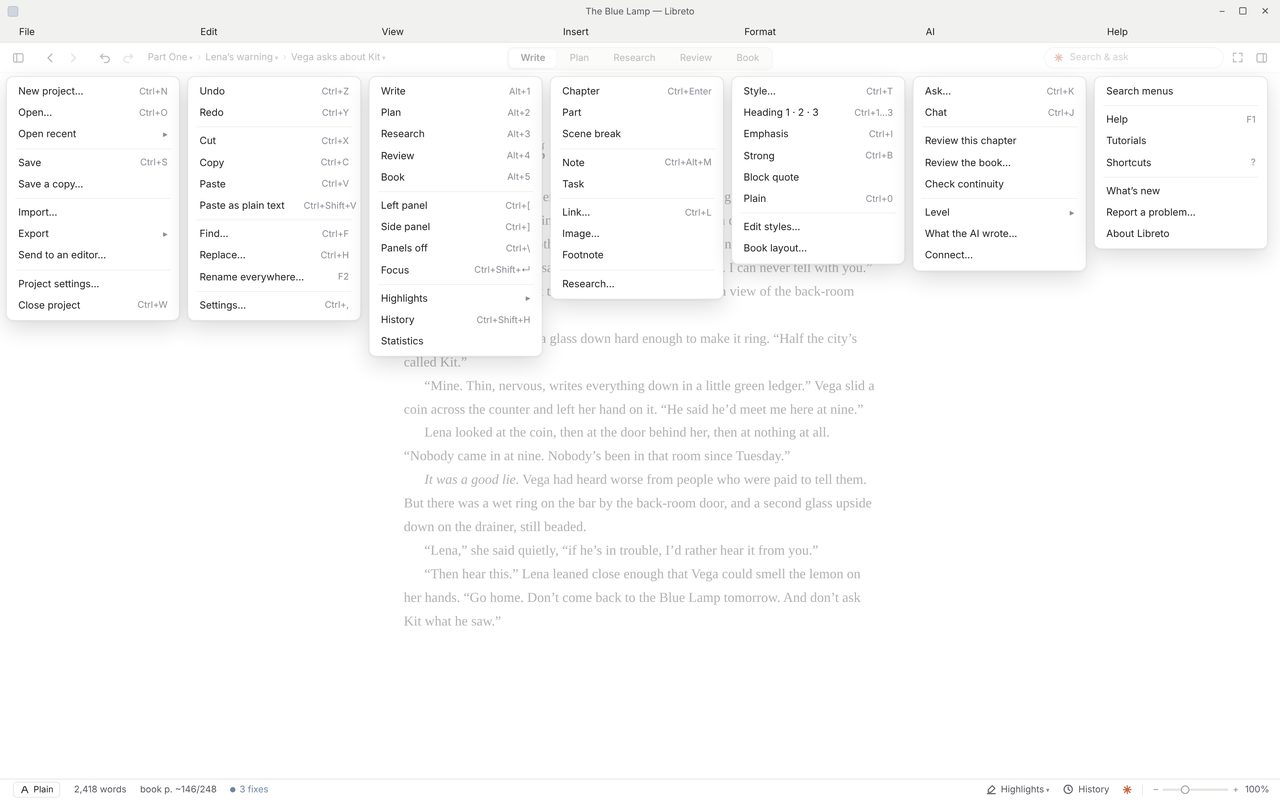 The Blue Lamp — Libreto
File Edit View Insert Format AI Help
Part One › Lena's warning › Vega asks about Kit
Write Plan Research Review Book
Search & ask
New project... Ctrl+N
Open... Ctrl+O
Open recent
Save Ctrl+S
Save a copy...
Import...
Export
Send to an editor...
Project settings...
Close project Ctrl+W
Undo Ctrl+Z
Redo Ctrl+Y
Cut Ctrl+X
Copy Ctrl+C
Paste Ctrl+V
Paste as plain text Ctrl+Shift+V
Find... Ctrl+F
Replace... Ctrl+H
Rename everywhere... F2
Settings... Ctrl+,
Write Alt+1
Plan Alt+2
Research Alt+3
Review Alt+4
Book Alt+5
Left panel Ctrl+[
Side panel Ctrl+]
Panels off Ctrl+\
Focus Ctrl+Shift+↵
Highlights
History Ctrl+Shift+H
Statistics
Chapter Ctrl+Enter
Part
Scene break
Note Ctrl+Alt+M
Task
Link... Ctrl+L
Image...
Footnote
Research...
Style... Ctrl+T
Heading 1 · 2 · 3 Ctrl+1...3
Emphasis Ctrl+I
Strong Ctrl+B
Block quote
Plain Ctrl+0
Edit styles...
Book layout...
Ask... Ctrl+K
Chat Ctrl+J
Review this chapter
Review the book...
Check continuity
Level
What the AI wrote...
Connect...
Search menus
Help F1
Tutorials
Shortcuts ?
What's new
Report a problem...
About Libreto
. I can never tell with you.”
view of the back-room
a glass down hard enough to make it ring. “Half the city’s
called Kit.”
“Mine. Thin, nervous, writes everything down in a little green ledger.” Vega slid a
coin across the counter and left her hand on it. “He said he’d meet me here at nine.”
Lena looked at the coin, then at the door behind her, then at nothing at all.
“Nobody came in at nine. Nobody’s been in that room since Tuesday.”
It was a good lie. Vega had heard worse from people who were paid to tell them.
But there was a wet ring on the bar by the back-room door, and a second glass upside
down on the drainer, still beaded.
“Lena,” she said quietly, “if he’s in trouble, I’d rather hear it from you.”
“Then hear this.” Lena leaned close enough that Vega could smell the lemon on
her hands. “Go home. Don’t come back to the Blue Lamp tomorrow. And don’t ask
Kit what he saw.”
A Plain 2,418 words book p. ~146/248 3 fixes Highlights History 100%